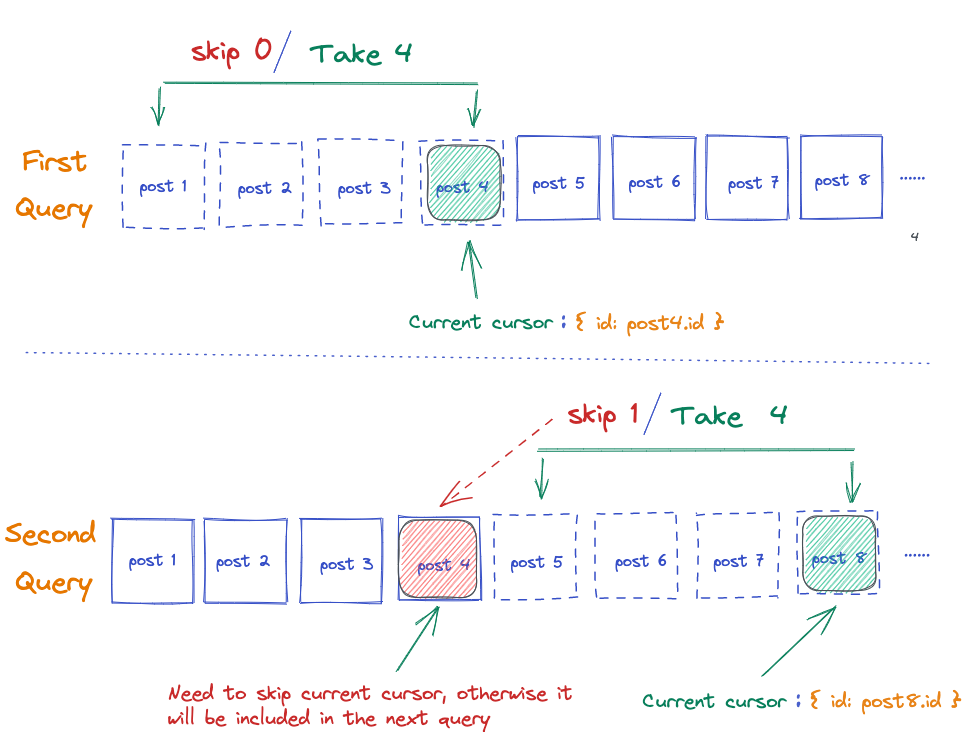 skip 0/ Take 4
First
Query
post 1 post 2 post 3 post 4 post 5 post 6 post 7 post 8 ......
4
Current cursor : { id: post4.id }
skip 1/ Take 4
Second
Query
post 1 post 2 post 3 post 4 post 5 post 6 post 7 post 8 ......
Need to skip current cursor, otherwise it
will be included in the next query
Current cursor : { id: post8.id }